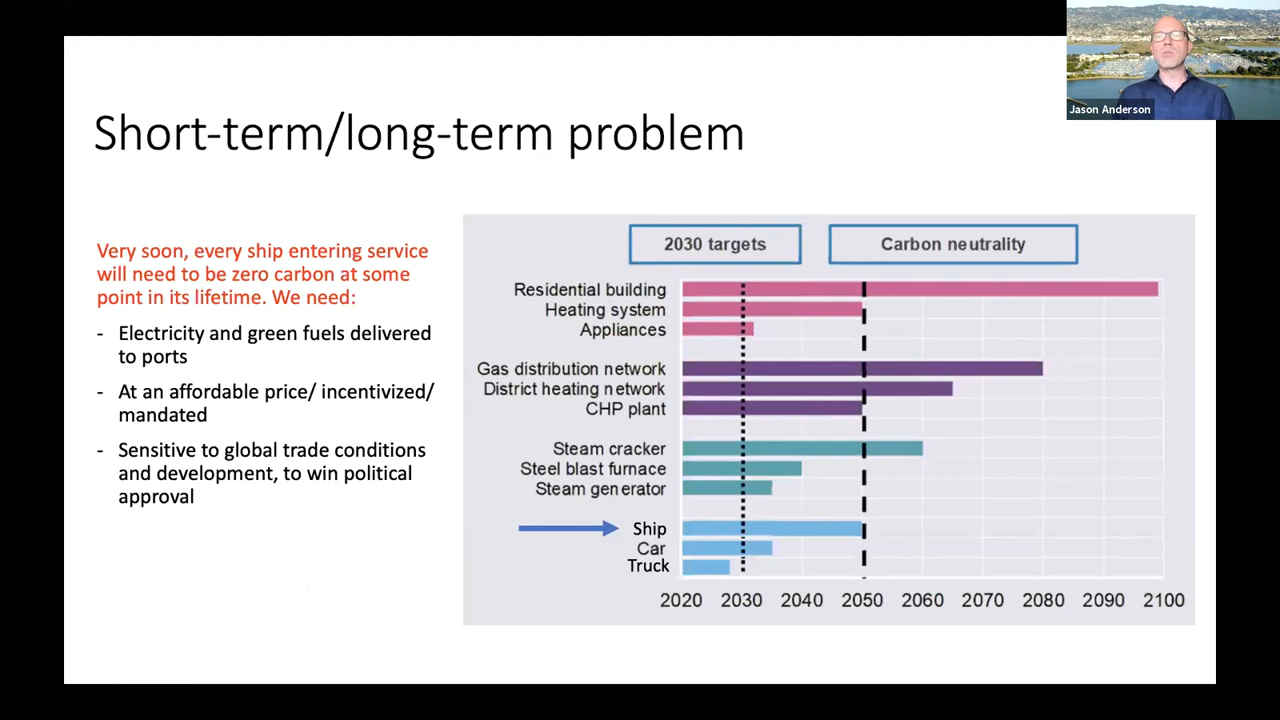 Jason Anderson
Short-term/long-term problem
Very soon, every ship entering service
will need to be zero carbon at some
point in its lifetime. We need:
- Electricity and green fuels delivered
to ports
- At an affordable price/ incentivized/
mandated
- Sensitive to global trade conditions
and development, to win political
approval
2030 targets
Carbon neutrality
Residential building
Heating system
Appliances
Gas distribution network
District heating network
CHP plant
Steam cracker
Steel blast furnace
Steam generator
Ship
Car
Truck
2020 2030 2040 2050 2060 2070 2080 2090 2100